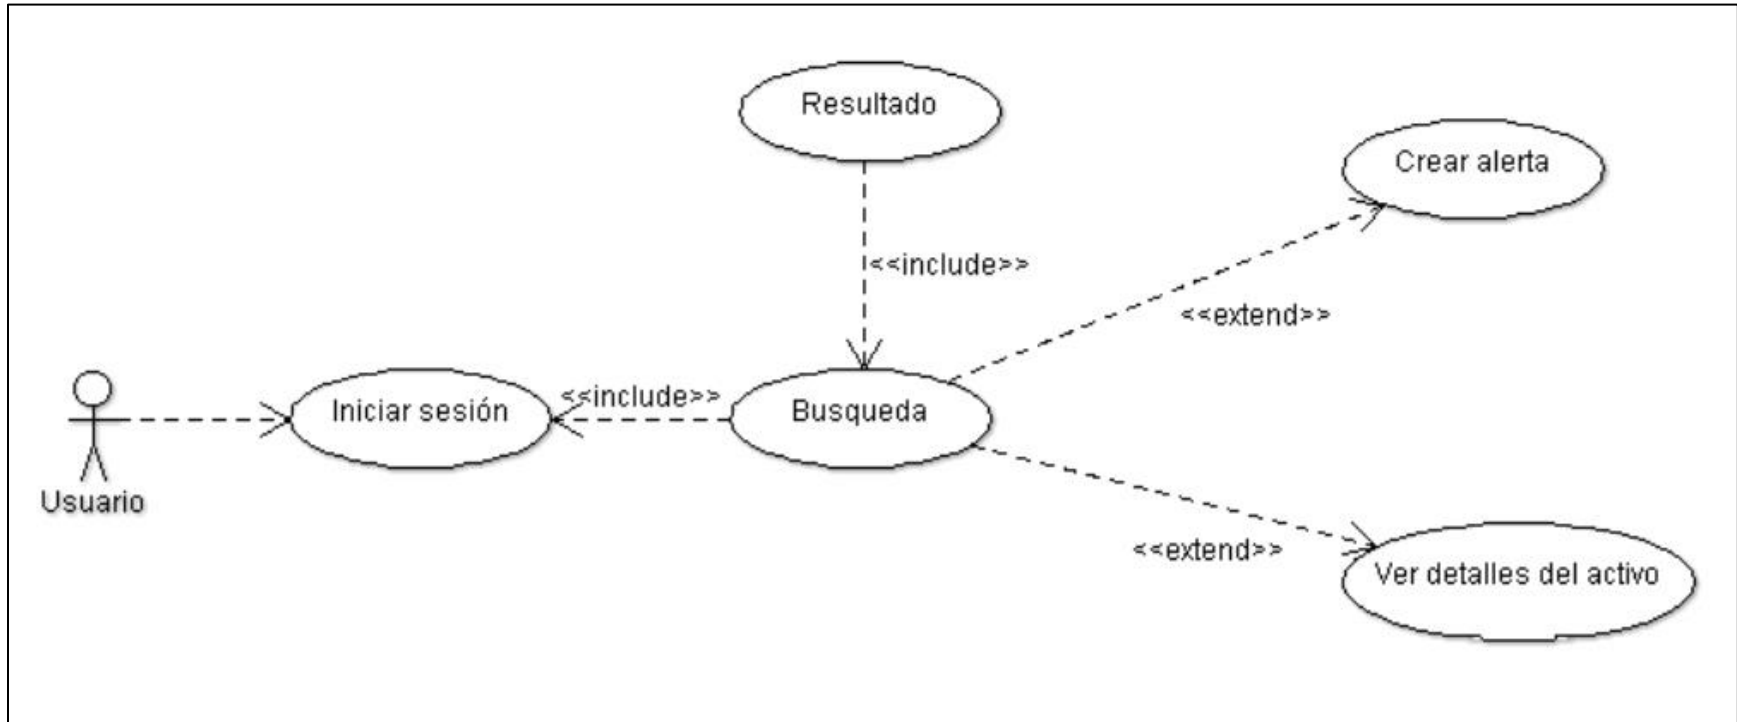 Resultado
Crear alerta
<<include>>
<<extend>>
Iniciar sesión
<<include>>
Busqueda
Usuario
<<extend>>
Ver detalles del activo